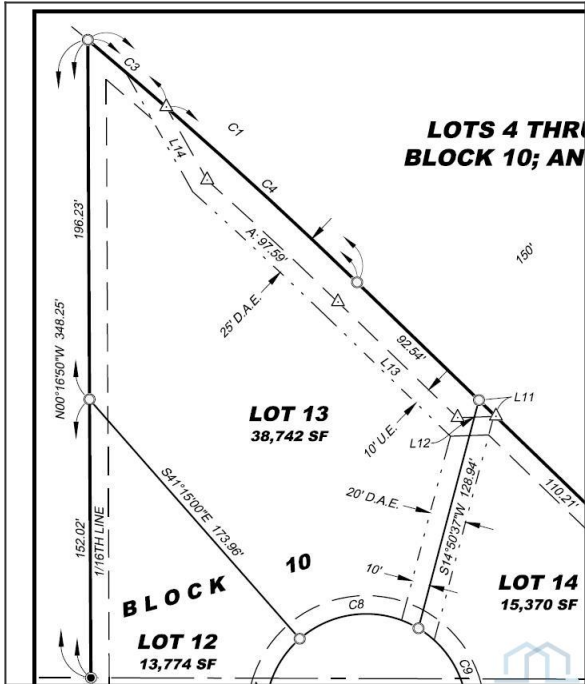 C3
C1
LOTS 4 THRU
BLOCK 10; AN
L14
C4
196.23'
A: 97.59'
150'
25' D.A.E.
N00°16'50"W 348.25'
92.54'
L13
L11
LOT 13
38,742 SF
10' U.E.
L12
S41°15'00"E 173.96'
20' D.A.E.
S14°50'37"W 128.94'
110.21'
152.02'
1/16TH LINE
10'
10
BLOCK
C8
LOT 14
15,370 SF
LOT 12
13,774 SF
C9